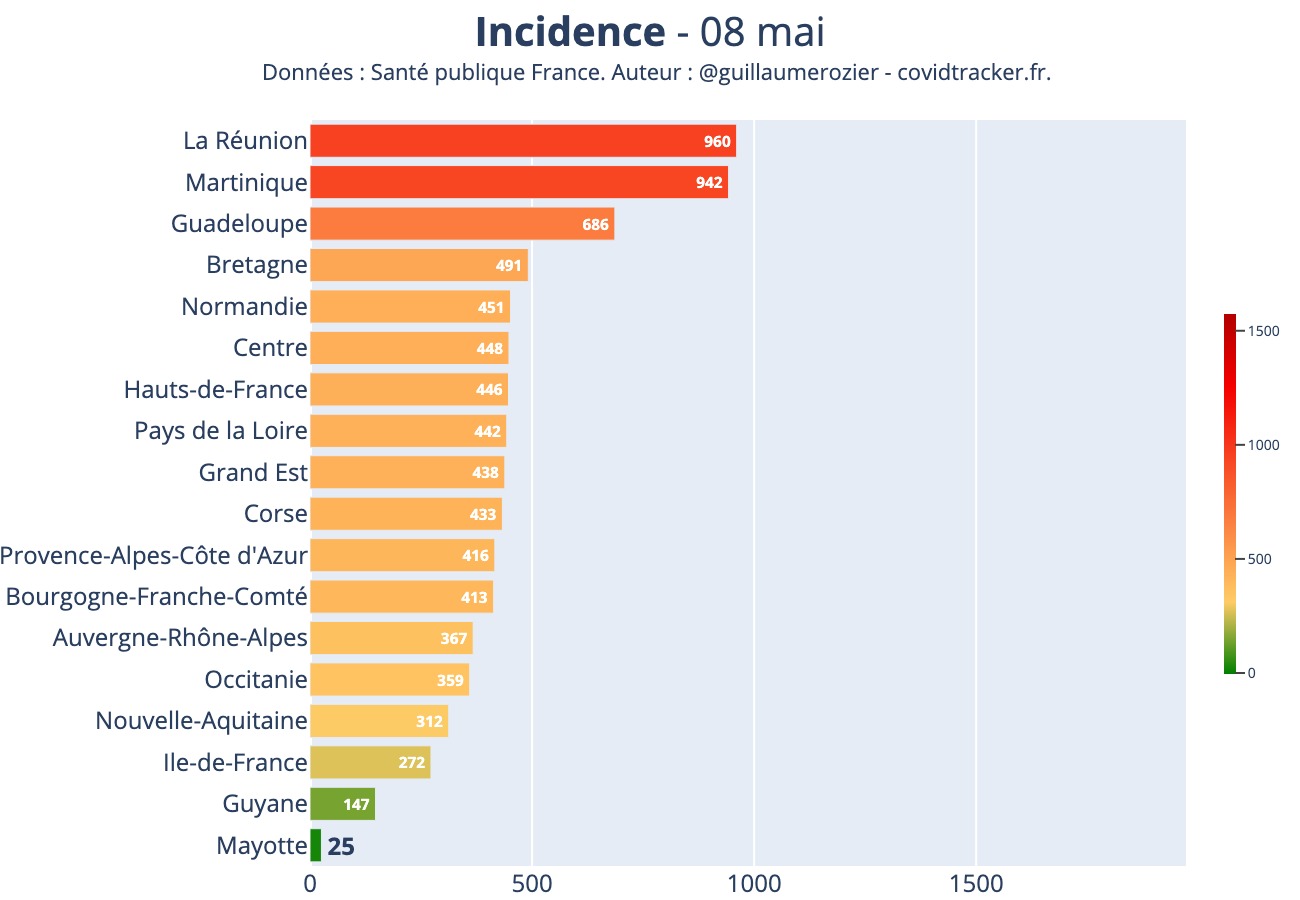 Incidence - 08 mai
Données : Santé publique France. Auteur : @guillaumerozier - covidtracker.fr.
La Réunion 960
Martinique 942
Guadeloupe 686
Bretagne 491
Normandie 451
Centre 448
Hauts-de-France 446
Pays de la Loire 442
Grand Est 438
Corse 433
Provence-Alpes-Côte d'Azur 416
Bourgogne-Franche-Comté 413
Auvergne-Rhône-Alpes 367
Occitanie 359
Nouvelle-Aquitaine 312
Ile-de-France 272
Guyane 147
Mayotte 25
0 500 1000 1500
1500
1000
500
0